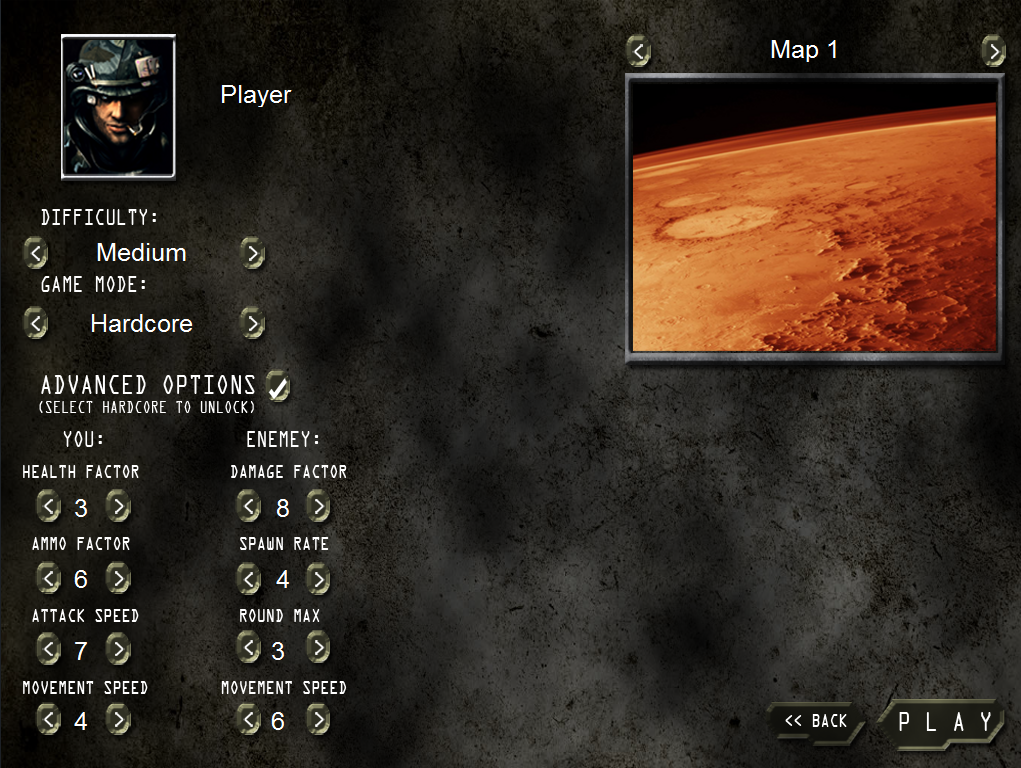 Player
Map 1
DIFFICULTY:
< Medium >
GAME MODE:
< Hardcore >
ADVANCED OPTIONS
(SELECT HARDCORE TO UNLOCK)
YOU: ENEMEY:
HEALTH FACTOR DAMAGE FACTOR
< 3 > < 8 >
AMMO FACTOR SPAWN RATE
< 6 > < 4 >
ATTACK SPEED ROUND MAX
< 7 > < 3 >
MOVEMENT SPEED MOVEMENT SPEED
< 4 > < 6 >
<< BACK PLAY